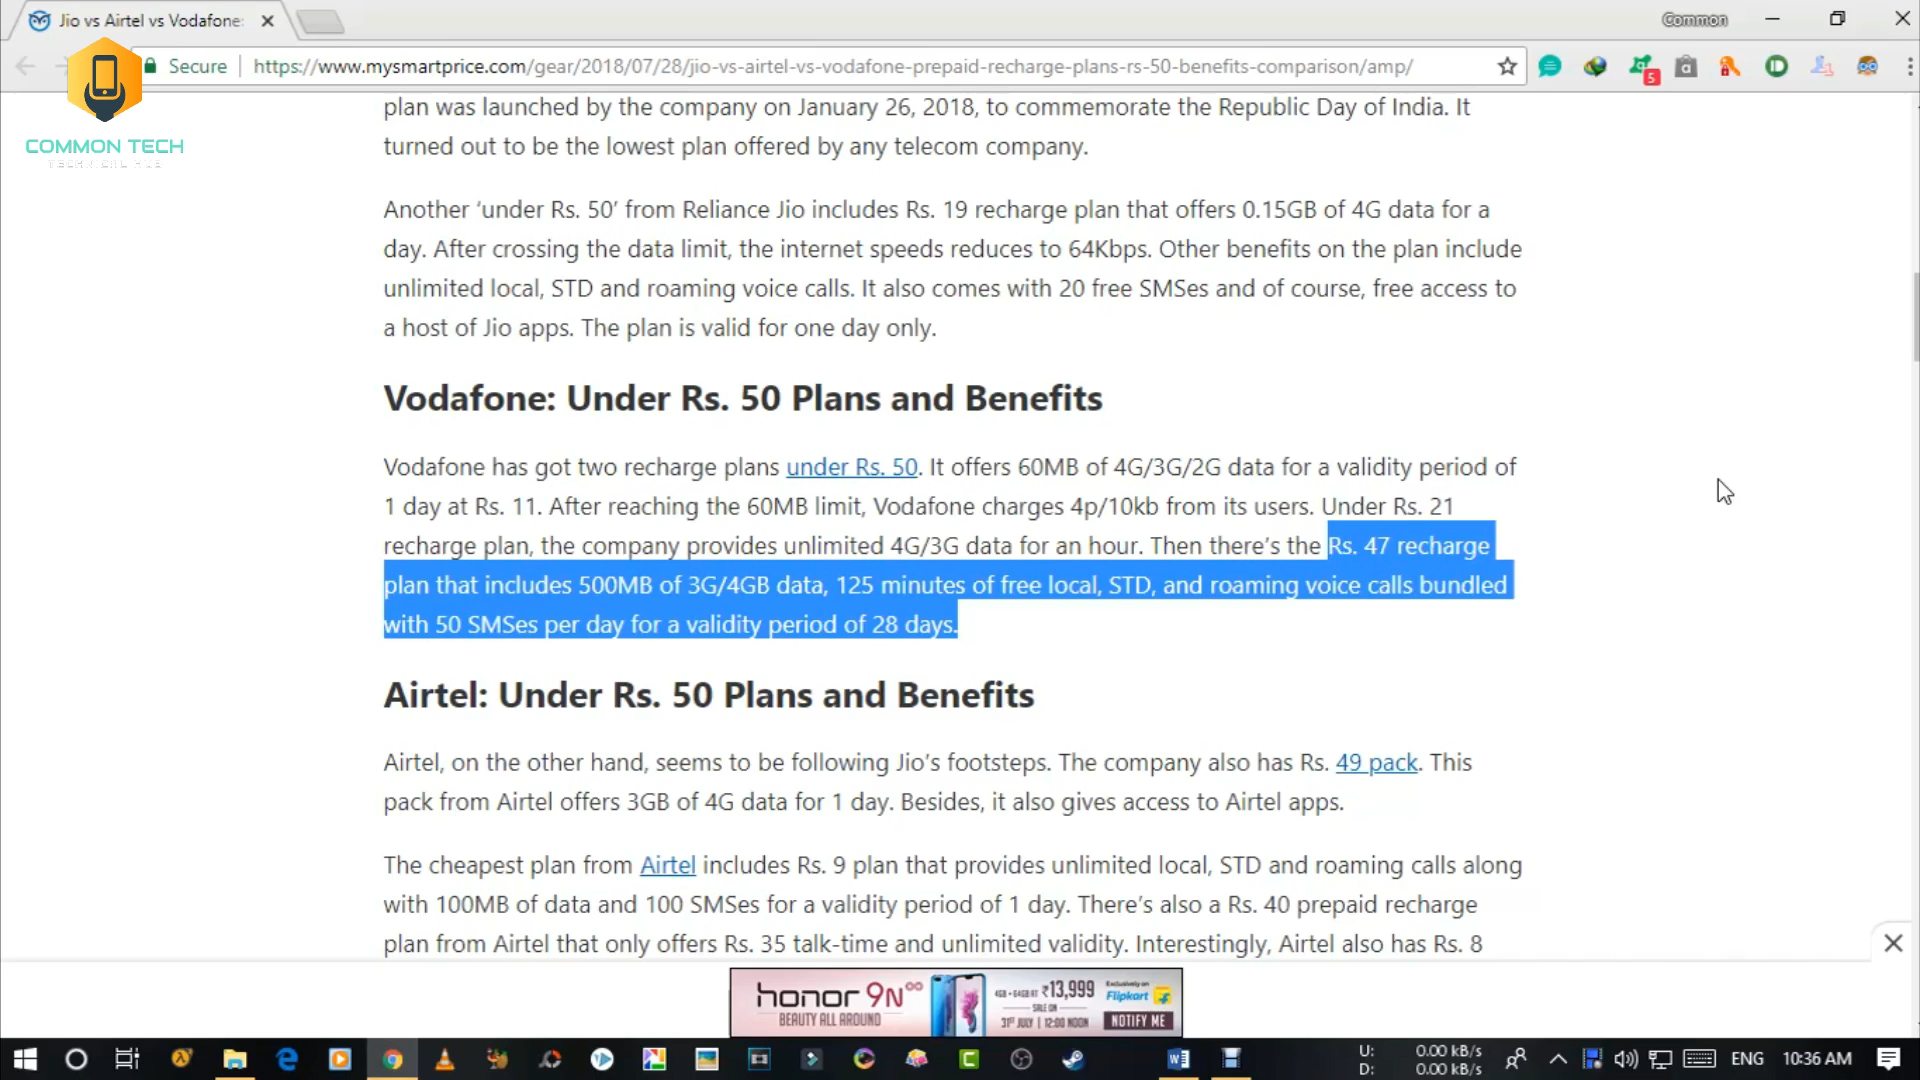 Jio vs Airtel vs Vodafone:
Common
Secure
https://www.mysmartprice.com/gear/2018/07/28/jio-vs-airtel-vs-vodafone-prepaid-recharge-plans-rs-50-benefits-comparison/amp/
5
COMMON TECH
TECHNICAL HUB
plan was launched by the company on January 26, 2018, to commemorate the Republic Day of India. It
turned out to be the lowest plan offered by any telecom company.
Another ‘under Rs. 50’ from Reliance Jio includes Rs. 19 recharge plan that offers 0.15GB of 4G data for a
day. After crossing the data limit, the internet speeds reduces to 64Kbps. Other benefits on the plan include
unlimited local, STD and roaming voice calls. It also comes with 20 free SMSes and of course, free access to
a host of Jio apps. The plan is valid for one day only.
Vodafone: Under Rs. 50 Plans and Benefits
Vodafone has got two recharge plans under Rs. 50. It offers 60MB of 4G/3G/2G data for a validity period of
1 day at Rs. 11. After reaching the 60MB limit, Vodafone charges 4p/10kb from its users. Under Rs. 21
recharge plan, the company provides unlimited 4G/3G data for an hour. Then there’s the Rs. 47 recharge
plan that includes 500MB of 3G/4GB data, 125 minutes of free local, STD, and roaming voice calls bundled
with 50 SMSes per day for a validity period of 28 days.
Airtel: Under Rs. 50 Plans and Benefits
Airtel, on the other hand, seems to be following Jio’s footsteps. The company also has Rs. 49 pack. This
pack from Airtel offers 3GB of 4G data for 1 day. Besides, it also gives access to Airtel apps.
The cheapest plan from Airtel includes Rs. 9 plan that provides unlimited local, STD and roaming calls along
with 100MB of data and 100 SMSes for a validity period of 1 day. There’s also a Rs. 40 prepaid recharge
plan from Airtel that only offers Rs. 35 talk-time and unlimited validity. Interestingly, Airtel also has Rs. 8
honor 9N
BEAUTY ALL AROUND
4GB + 64GB AT ₹13,999
SALE ON
31ST JULY | 12:00 NOON
Exclusively on
Flipkart
NOTIFY ME
U: 0.00 kB/s
D: 0.00 kB/s
ENG
10:36 AM